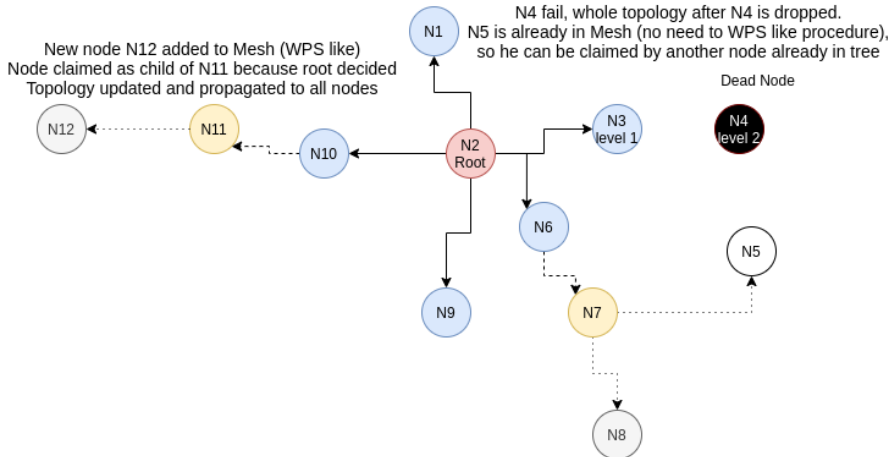 N4 fail, whole topology after N4 is dropped.
N5 is already in Mesh (no need to WPS like procedure),
so he can be claimed by another node already in tree
New node N12 added to Mesh (WPS like)
Node claimed as child of N11 because root decided
Topology updated and propagated to all nodes
Dead Node
N1
N12
N11
N10
N2
Root
N3
level 1
N4
level 2
N6
N5
N9
N7
N8